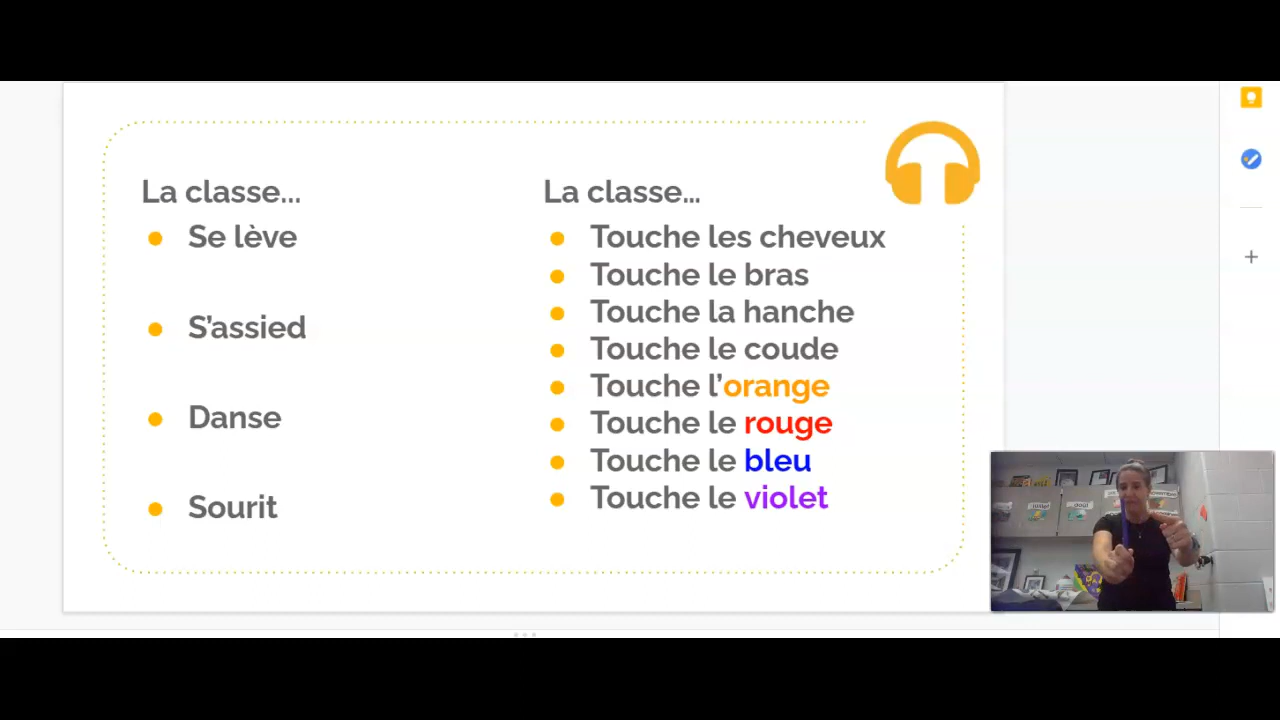 La classe...
Se lève
S'assied
Danse
Sourit
La classe...
Touche les cheveux
Touche le bras
Touche la hanche
Touche le coude
Touche l'orange
Touche le rouge
Touche le bleu
Touche le violet